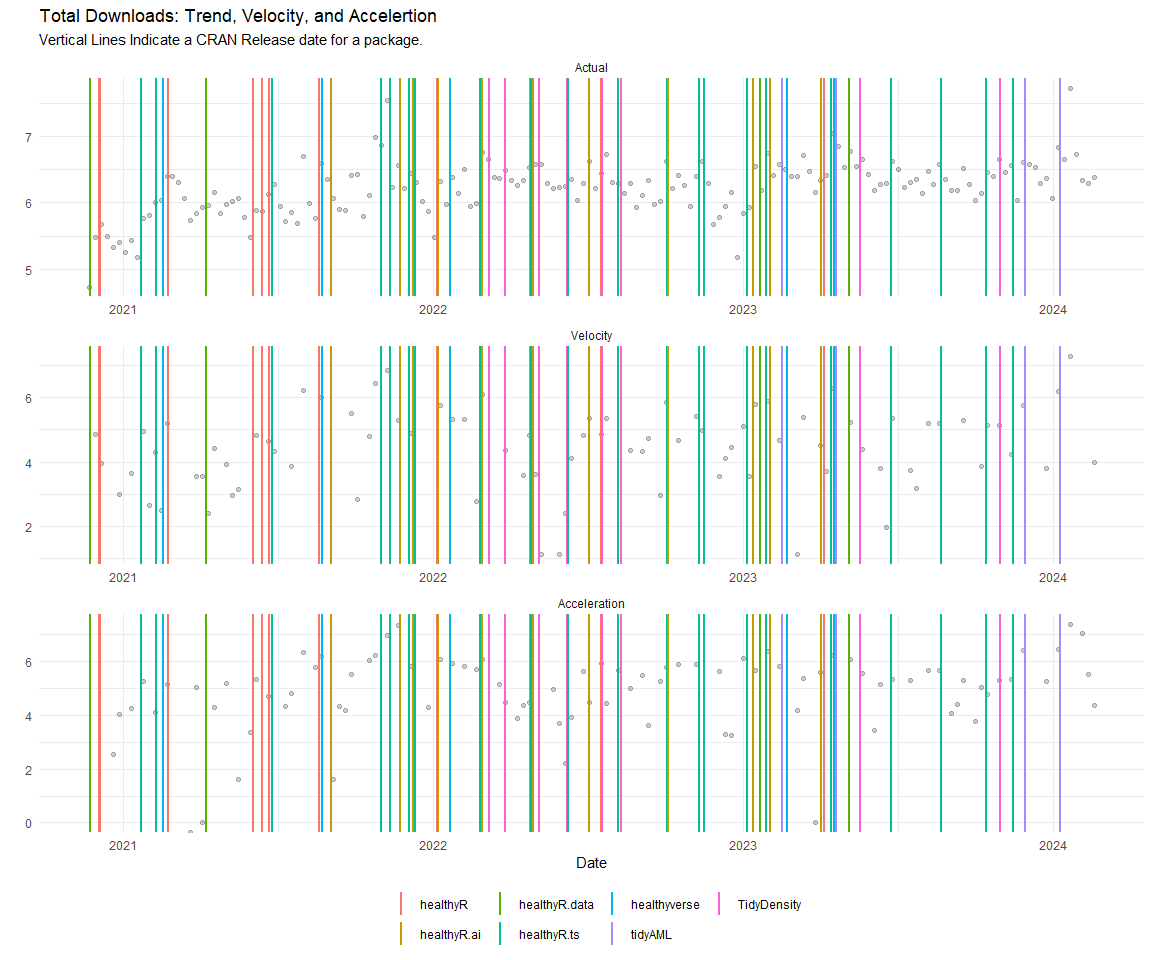 Total Downloads: Trend, Velocity, and Accelertion
Vertical Lines Indicate a CRAN Release date for a package.
Actual
7
6
5
2021 2022 2023 2024
Velocity
6
4
2
2021 2022 2023 2024
Acceleration
6
4
2
0
2021 2022 2023 2024
Date
healthyR healthyR.data healthyverse TidyDensity
healthyR.ai healthyR.ts tidyAML